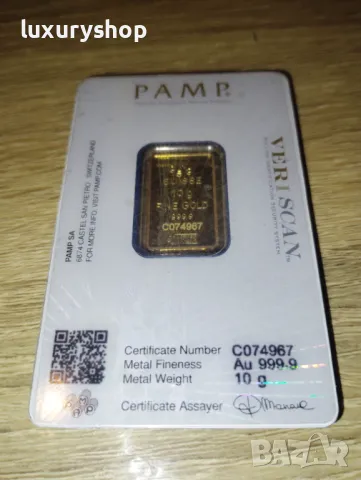 luxuryshop
PAMP
VERISCAN
PAMP SA
6874 CASTEL SAN PIETRO SWITZERLAND
FOR MORE INFO: VISIT PAMP.COM
10 g
FINE GOLD
999.9
C074967
Certificate Number C074967
Metal Fineness Au 999.9
Metal Weight 10 g
Certificate Assayer
BAZAR